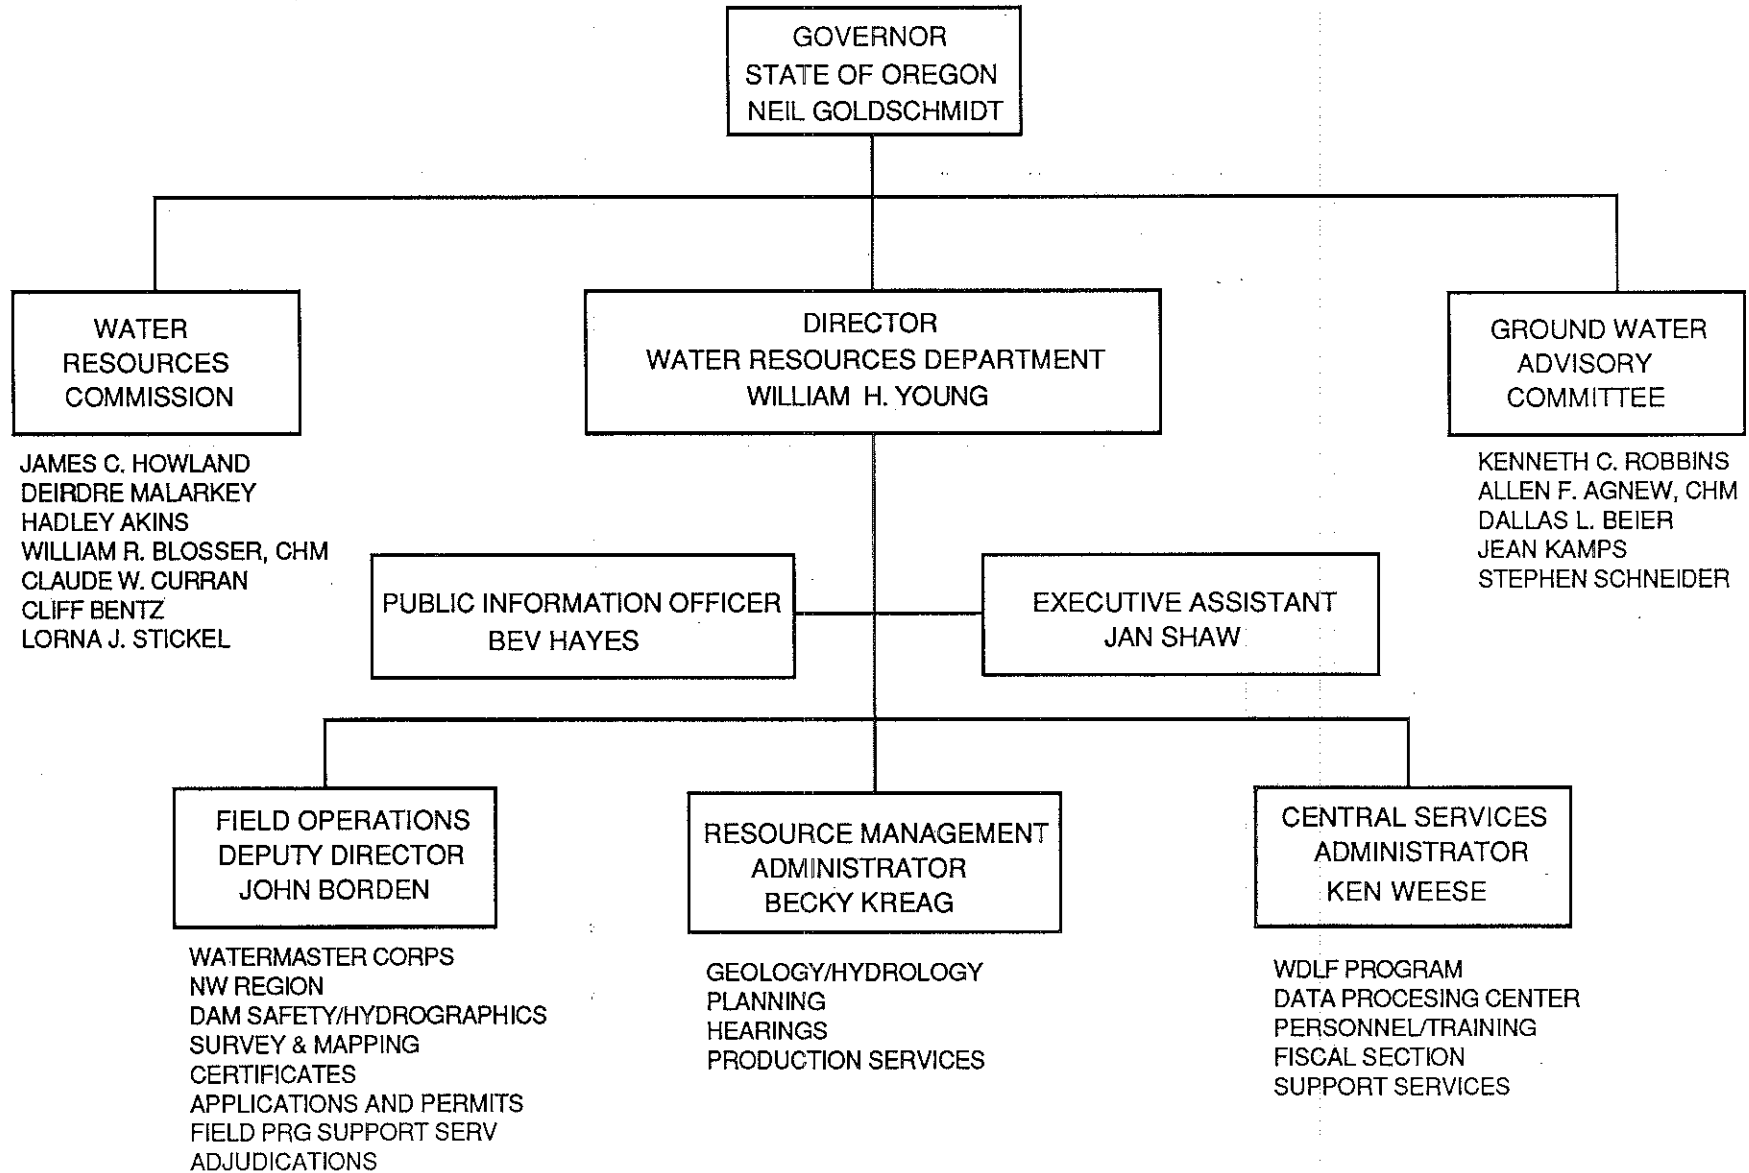 GOVERNOR
STATE OF OREGON
NEIL GOLDSCHMIDT
WATER
RESOURCES
COMMISSION
JAMES C. HOWLAND
DEIRDRE MALARKEY
HADLEY AKINS
WILLIAM R. BLOSSER, CHM
CLAUDE W. CURRAN
CLIFF BENTZ
LORNA J. STICKEL
DIRECTOR
WATER RESOURCES DEPARTMENT
WILLIAM H. YOUNG
GROUND WATER
ADVISORY
COMMITTEE
KENNETH C. ROBBINS
ALLEN F. AGNEW, CHM
DALLAS L. BEIER
JEAN KAMPS
STEPHEN SCHNEIDER
PUBLIC INFORMATION OFFICER
BEV HAYES
EXECUTIVE ASSISTANT
JAN SHAW
FIELD OPERATIONS
DEPUTY DIRECTOR
JOHN BORDEN
WATERMASTER CORPS
NW REGION
DAM SAFETY/HYDROGRAPHICS
SURVEY & MAPPING
CERTIFICATES
APPLICATIONS AND PERMITS
FIELD PRG SUPPORT SERV
ADJUDICATIONS
RESOURCE MANAGEMENT
ADMINISTRATOR
BECKY KREAG
GEOLOGY/HYDROLOGY
PLANNING
HEARINGS
PRODUCTION SERVICES
CENTRAL SERVICES
ADMINISTRATOR
KEN WEESE
WDLF PROGRAM
DATA PROCESING CENTER
PERSONNEL/TRAINING
FISCAL SECTION
SUPPORT SERVICES